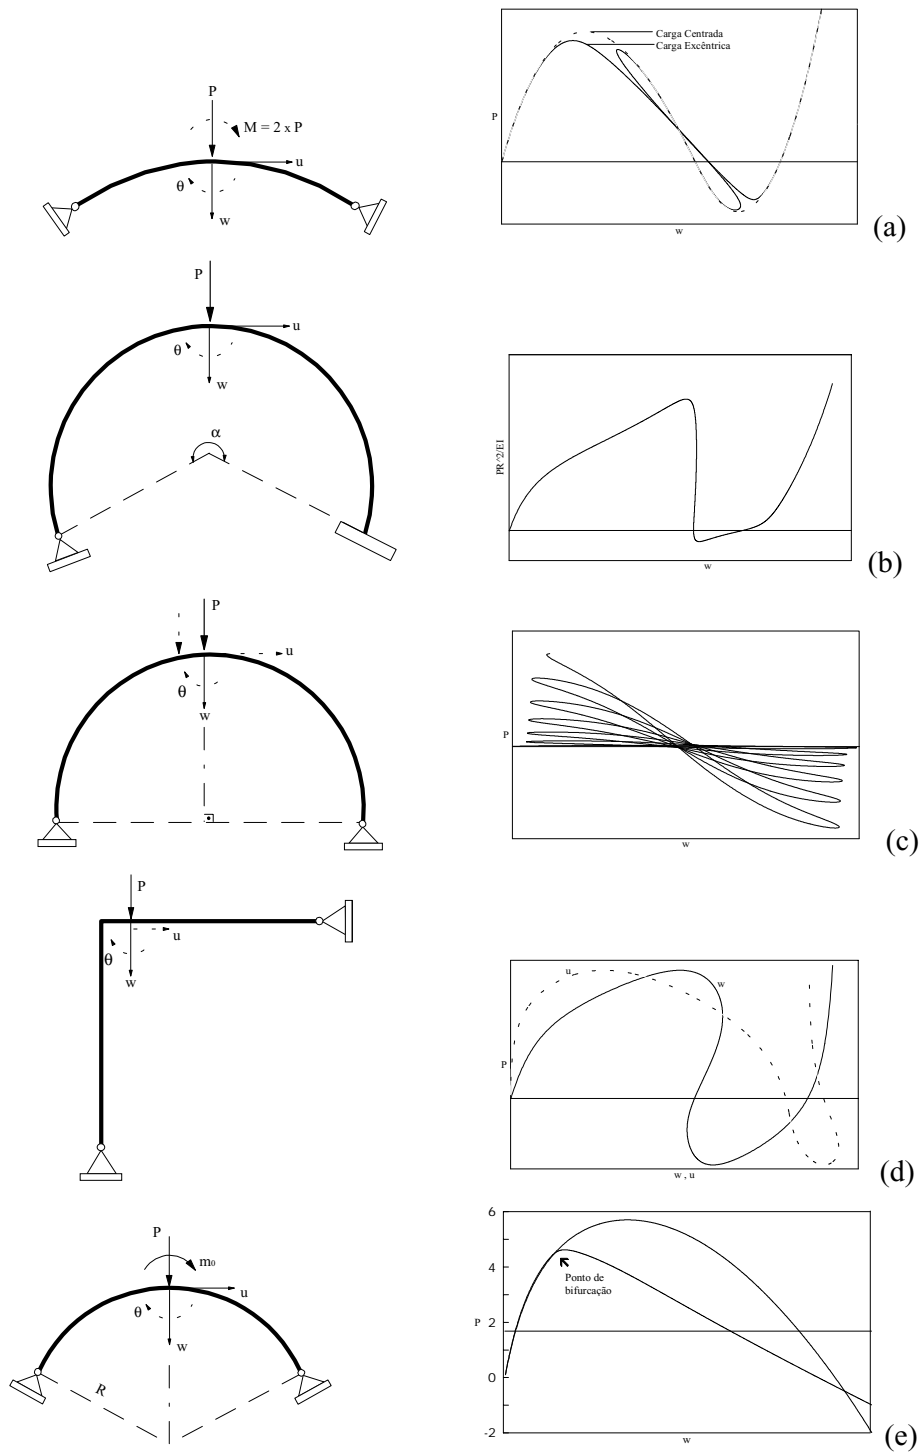 P
M = 2 x P
u
θ
w
Carga Centrada
Carga Excêntrica
P
w
(a)
P
u
θ
w
α
PR^2/EI
w
(b)
P
u
θ
w
P
w
(c)
P
u
θ
w
u
w
P
w , u
(d)
P
m₀
u
θ
w
R
6
4
2
0
-2
P
Ponto de
bifurcação
w
(e)